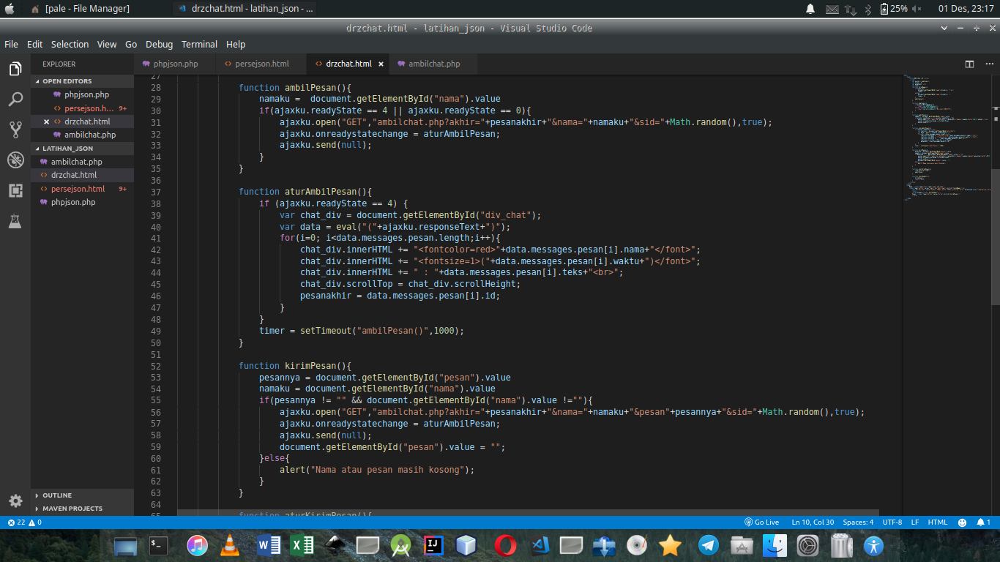 [pale - File Manager]
drzchat.html - latihan_json - ...
25%
01 Des, 23:17
drzchat.html - latihan_json - Visual Studio Code
File Edit Selection View Go Debug Terminal Help
EXPLORER
OPEN EDITORS
phpjson.php
persejson.h... 9+
drzchat.html
ambilchat.php
LATIHAN_JSON
ambilchat.php
drzchat.html
persejson.html 9+
phpjson.php
OUTLINE
MAVEN PROJECTS
phpjson.php persejson.html drzchat.html ambilchat.php
27
28 function ambilPesan(){
29 namaku =  document.getElementById("nama").value
30 if(ajaxku.readyState == 4 || ajaxku.readyState == 0){
31 ajaxku.open("GET","ambilchat.php?akhir="+pesanakhir+"&nama="+namaku+"&sid="+Math.random(),true);
32 ajaxku.onreadystatechange = aturAmbilPesan;
33 ajaxku.send(null);
34 }
35 }
36
37 function aturAmbilPesan(){
38 if (ajaxku.readyState == 4) {
39 var chat_div = document.getElementById("div_chat");
40 var data = eval("("+ajaxku.responseText+")");
41 for(i=0; i<data.messages.pesan.length;i++){
42 chat_div.innerHTML += "<fontcolor=red>"+data.messages.pesan[i].nama+"</font>";
43 chat_div.innerHTML += "<fontsize=1>("+data.messages.pesan[i].waktu+")</font>";
44 chat_div.innerHTML += " : "+data.messages.pesan[i].teks+"<br>";
45 chat_div.scrollTop = chat_div.scrollHeight;
46 pesanakhir = data.messages.pesan[i].id;
47 }
48 }
49 timer = setTimeout("ambilPesan()",1000);
50 }
51
52 function kirimPesan(){
53 pesannya = document.getElementById("pesan").value
54 namaku = document.getElementById("nama").value
55 if(pesannya != "" && document.getElementById("nama").value !=""){
56 ajaxku.open("GET","ambilchat.php?akhir="+pesanakhir+"&nama="+namaku+"&pesan"+pesannya+"&sid="+Math.random(),true);
57 ajaxku.onreadystatechange = aturAmbilPesan;
58 ajaxku.send(null);
59 document.getElementById("pesan").value = "";
60 }else{
61 alert("Nama atau pesan masih kosong");
62 }
63 }
64
65 function aturKirimPesan(){
22 0
Go Live Ln 10, Col 30 Spaces: 4 UTF-8 LF HTML 1